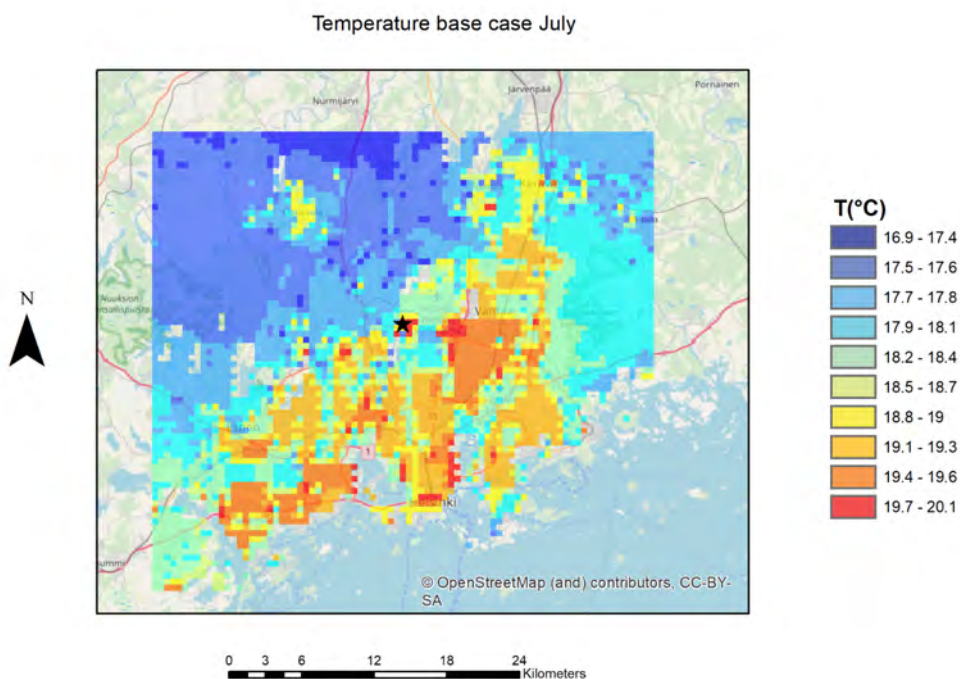 Temperature base case July
Nurmijärvi
Järvenpää
Pornainen
N
Nuuksion
T(°C)
16.9 - 17.4
17.5 - 17.6
17.7 - 17.8
17.9 - 18.1
18.2 - 18.4
18.5 - 18.7
18.8 - 19
19.1 - 19.3
19.4 - 19.6
19.7 - 20.1
1
© OpenStreetMap (and) contributors, CC-BY-
SA
0 3 6 12 18 24
Kilometers